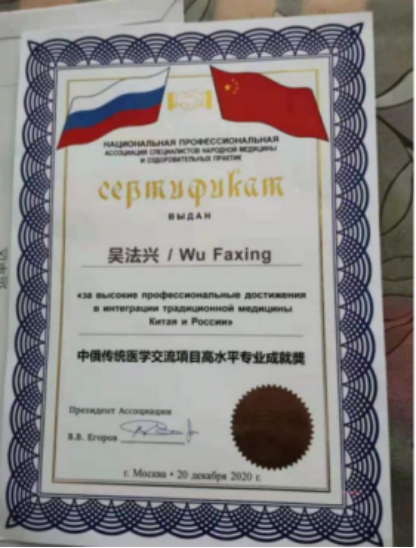 НАЦИОНАЛЬНАЯ ПРОФЕССИОНАЛЬНАЯ
АССОЦИАЦИЯ СПЕЦИАЛИСТОВ НАРОДНОЙ МЕДИЦИНЫ
И ОЗДОРОВИТЕЛЬНЫХ ПРАКТИК
сертификат
ВЫДАН
吴法兴 / Wu Faxing
«за высокие профессиональные достижения
в интеграции традиционной медицины
Китая и России»
中俄传统医学交流項目高水平专业成就獎
Президент Ассоциации
В.В. Егоров
г. Москва • 20 декабря 2020 г.